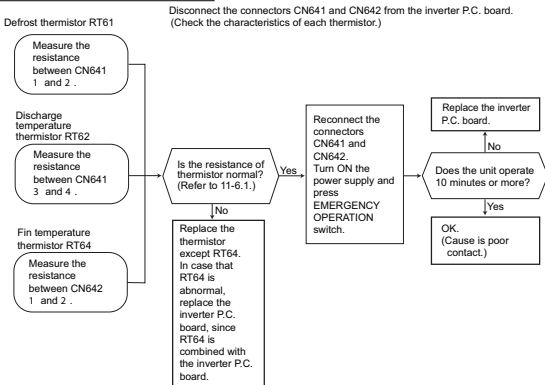 Disconnect the connectors CN641 and CN642 from the inverter P.C. board.
(Check the characteristics of each thermistor.)
Defrost thermistor RT61
Measure the
resistance
between CN641
1 and 2 .
Discharge
temperature
thermistor RT62
Measure the
resistance
between CN641
3 and 4 .
Fin temperature
thermistor RT64
Measure the
resistance
between CN642
1 and 2 .
Is the resistance of
thermistor normal?
(Refer to 11-6.1.)
Yes
No
Replace the
thermistor
except RT64.
In case that
RT64 is
abnormal,
replace the
inverter P.C.
board, since
RT64 is
combined with
the inverter P.C.
board.
Reconnect the
connectors
CN641 and
CN642.
Turn ON the
power supply and
press
EMERGENCY
OPERATION
switch.
Replace the inverter
P.C. board.
No
Does the unit operate
10 minutes or more?
Yes
OK.
(Cause is poor
contact.)